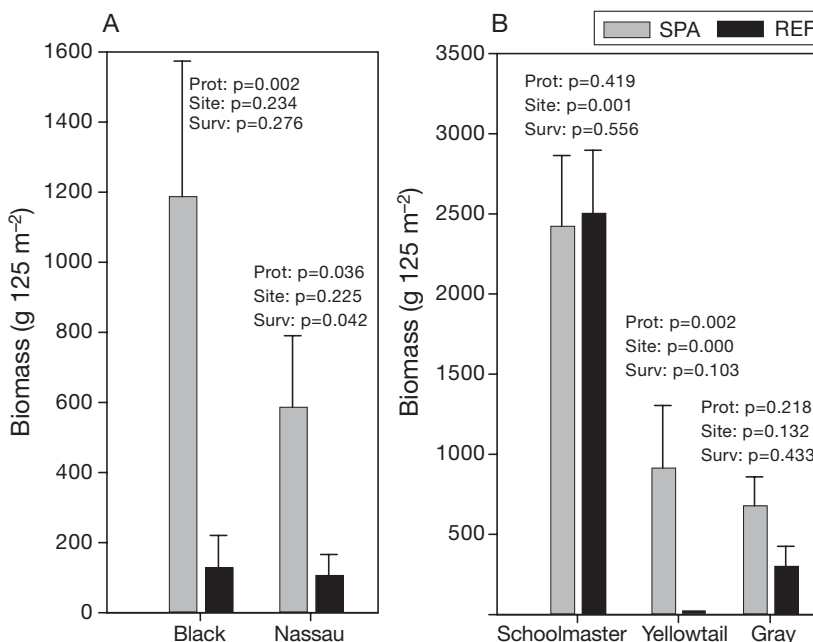 A
Biomass (g 125 m⁻²)
1600
1400
1200
1000
800
600
400
200
0
Prot: p=0.002
Site: p=0.234
Surv: p=0.276
Prot: p=0.036
Site: p=0.225
Surv: p=0.042
Black Nassau
B
SPA REF
Biomass (g 125 m⁻²)
3500
3000
2500
2000
1500
1000
500
Prot: p=0.419
Site: p=0.001
Surv: p=0.556
Prot: p=0.002
Site: p=0.000
Surv: p=0.103
Prot: p=0.218
Site: p=0.132
Surv: p=0.433
Schoolmaster Yellowtail Gray